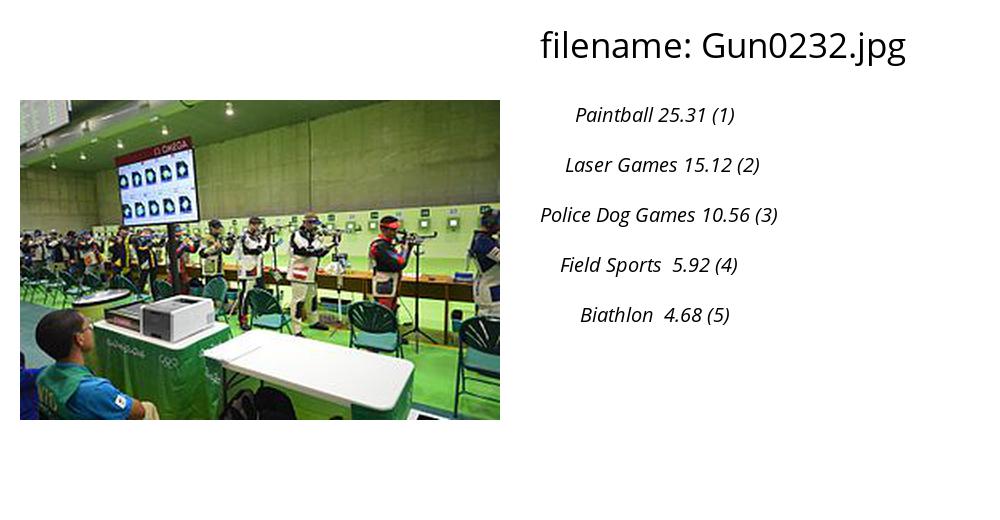 filename: Gun0232.jpg
Paintball 25.31 (1)
Laser Games 15.12 (2)
Police Dog Games 10.56 (3)
Field Sports 5.92 (4)
Biathlon 4.68 (5)
Ω OMEGA